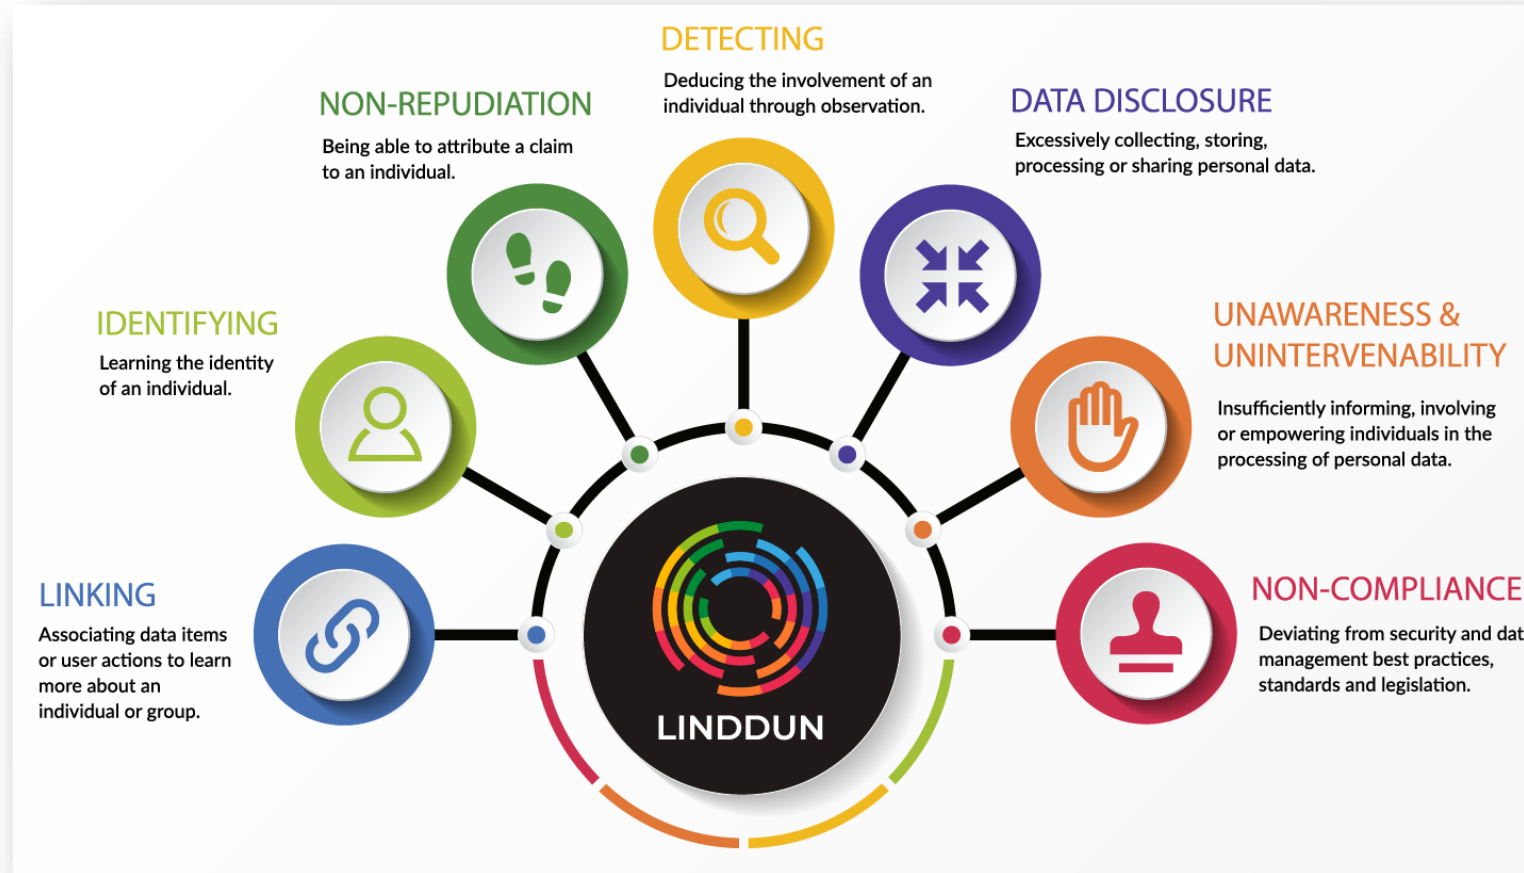 DETECTING
Deducing the involvement of an
individual through observation.
NON-REPUDIATION
Being able to attribute a claim
to an individual.
DATA DISCLOSURE
Excessively collecting, storing,
processing or sharing personal data.
IDENTIFYING
Learning the identity
of an individual.
UNAWARENESS &
UNINTERVENABILITY
Insufficiently informing, involving
or empowering individuals in the
processing of personal data.
LINKING
Associating data items
or user actions to learn
more about an
individual or group.
NON-COMPLIANCE
Deviating from security and dat
management best practices,
standards and legislation.
LINDDUN